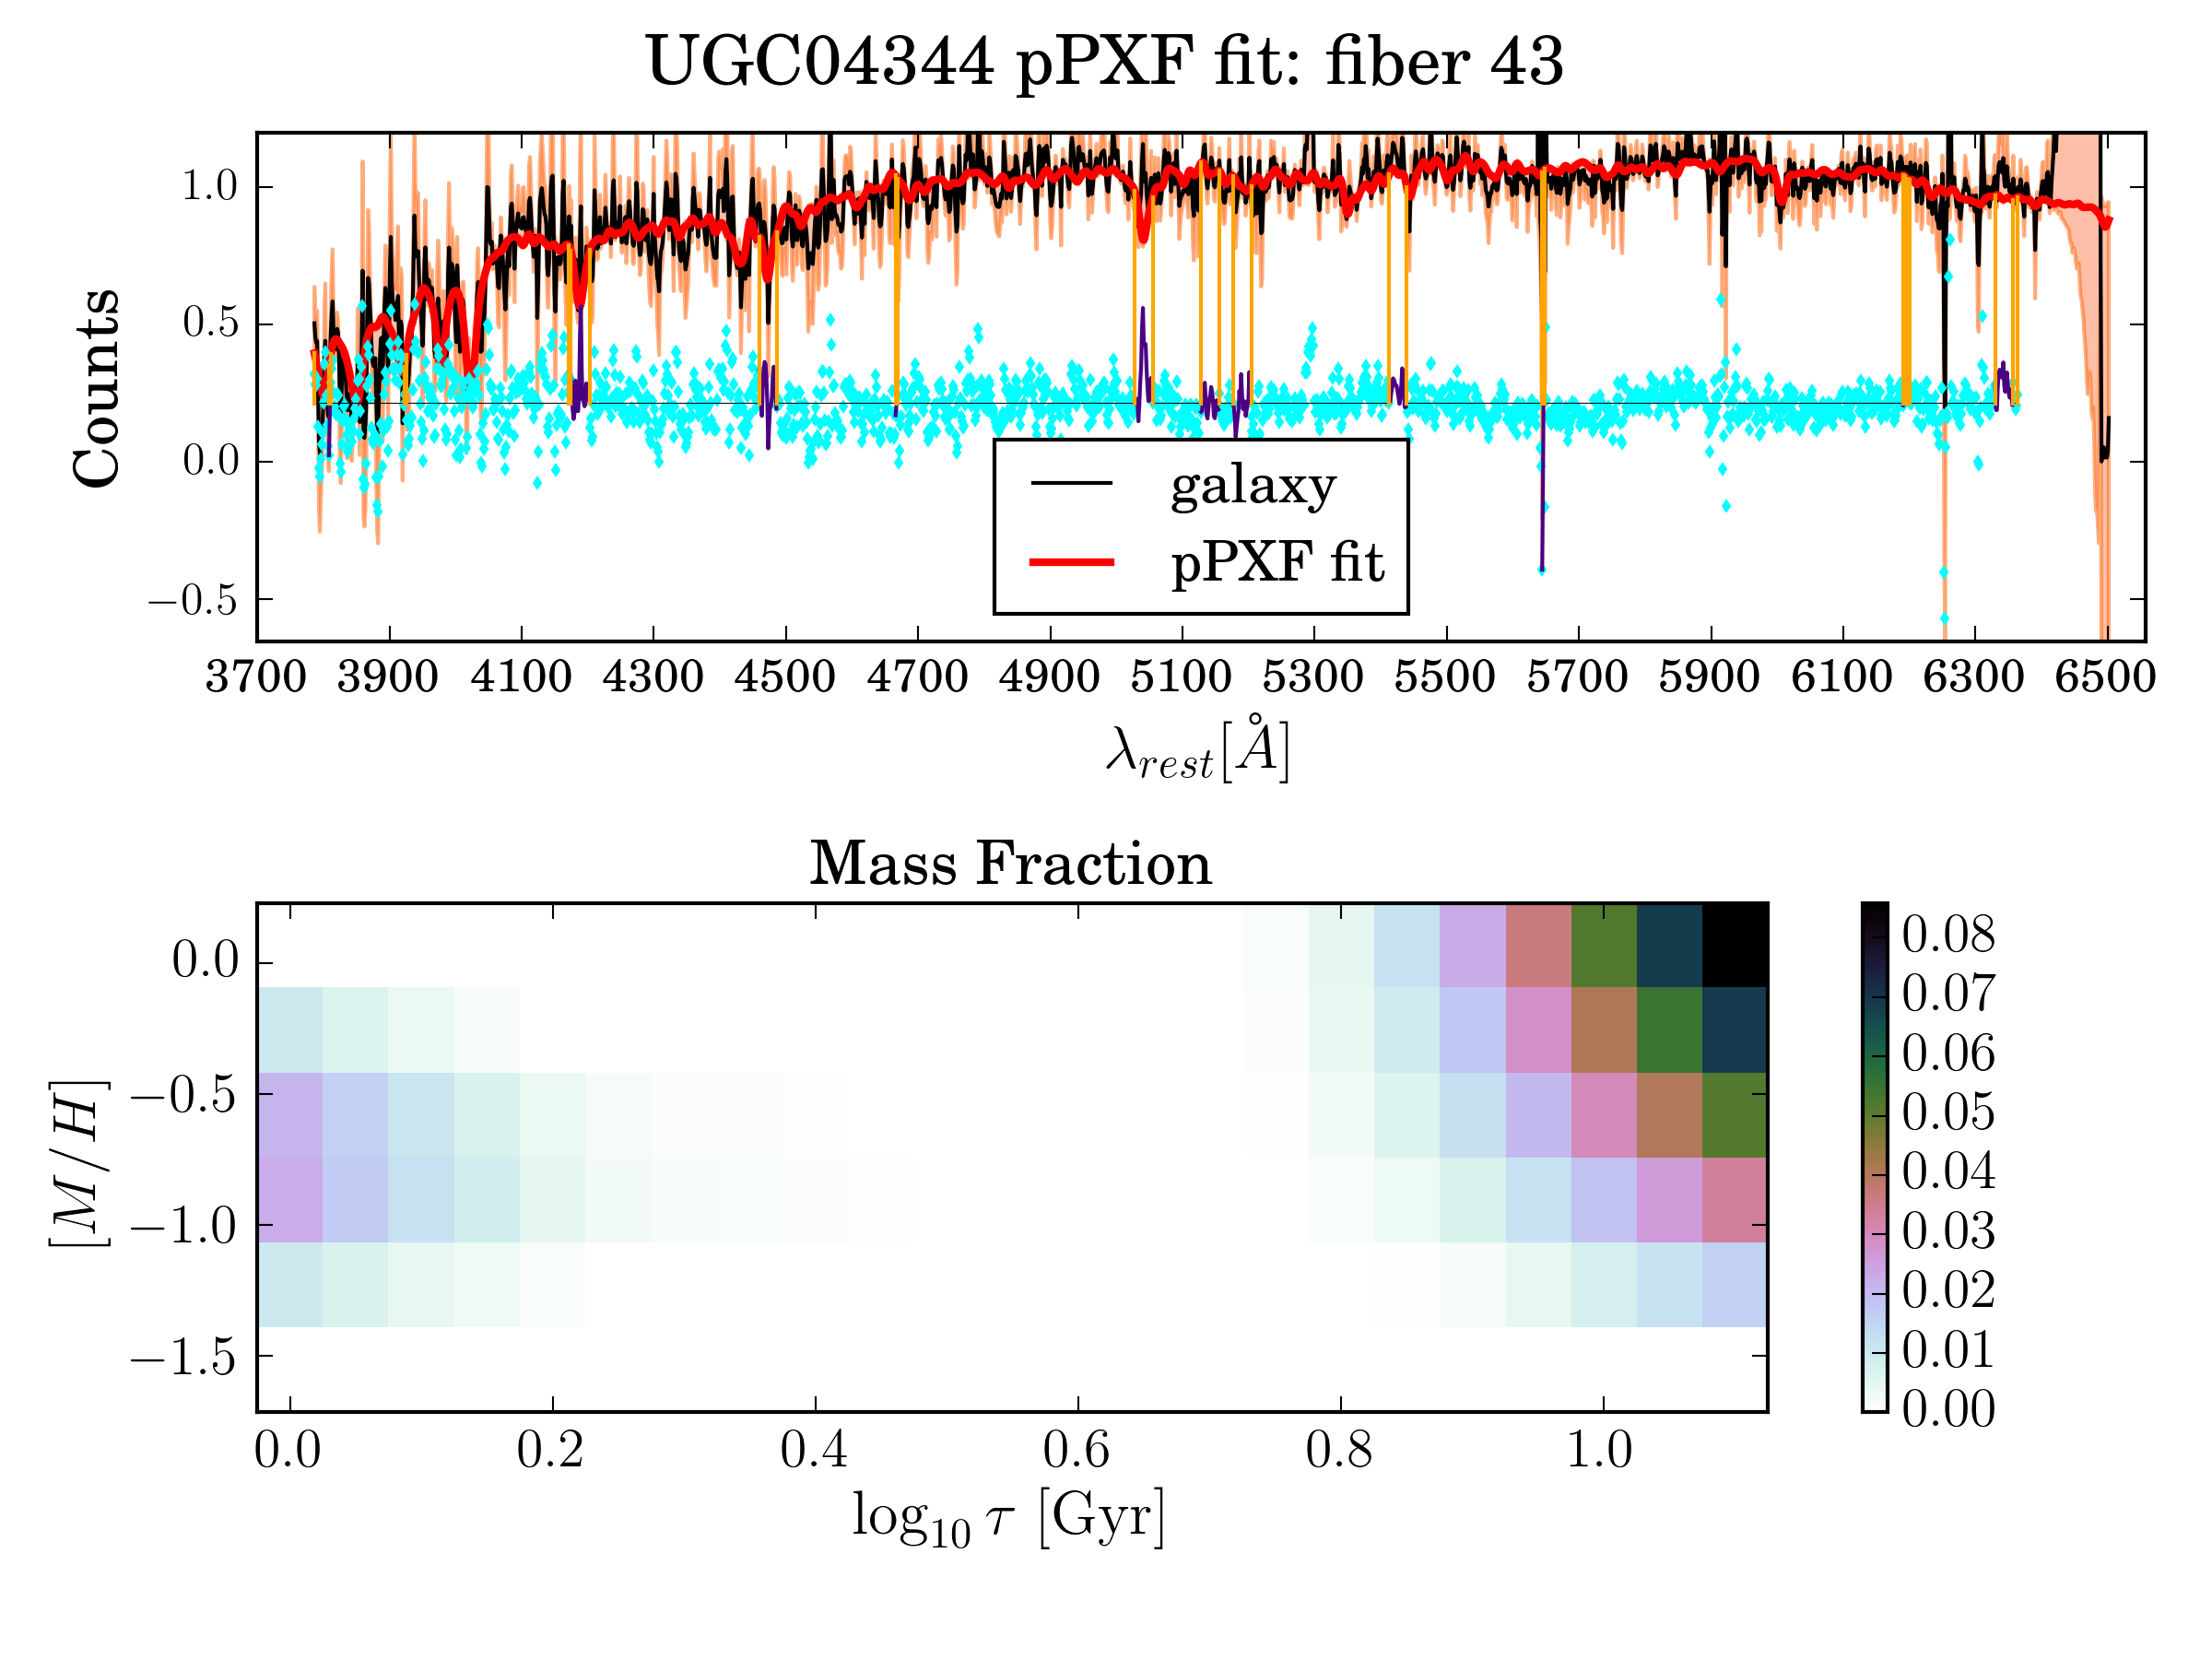 UGC04344 pPXF fit: fiber 43
Counts
1.0
0.5
0.0
−0.5
galaxy
pPXF fit
3700 3900 4100 4300 4500 4700 4900 5100 5300 5500 5700 5900 6100 6300 6500
λrest[Å]
Mass Fraction
[M/H]
0.0
−0.5
−1.0
−1.5
0.0 0.2 0.4 0.6 0.8 1.0
log10 τ [Gyr]
0.08
0.07
0.06
0.05
0.04
0.03
0.02
0.01
0.00